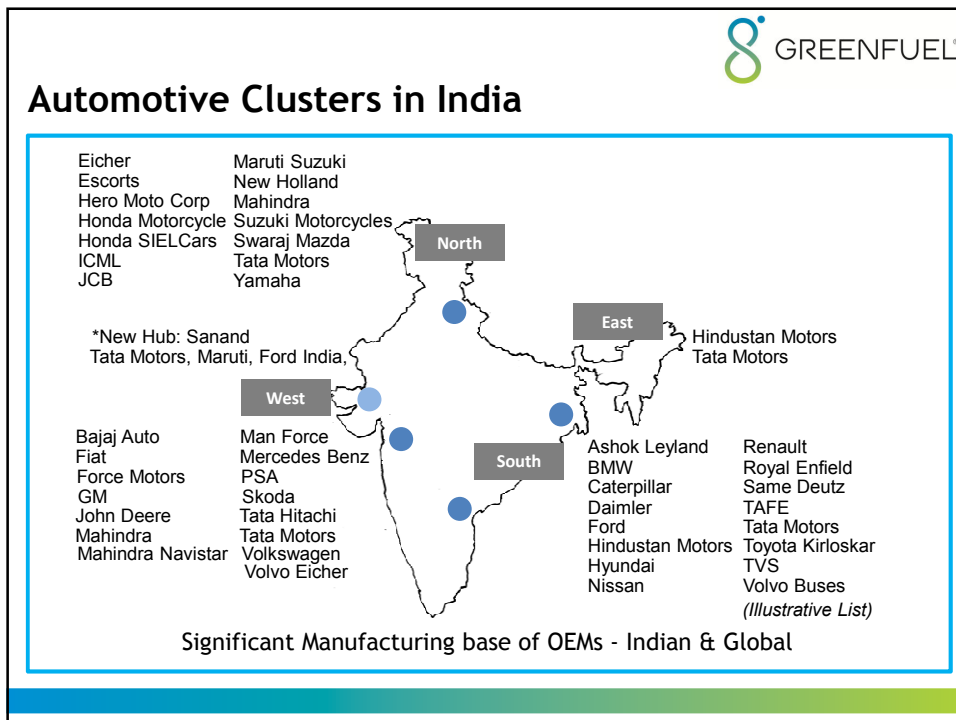 GREENFUEL
Automotive Clusters in India
Eicher
Escorts
Hero Moto Corp
Honda Motorcycle
Honda SIELCars
ICML
JCB
Maruti Suzuki
New Holland
Mahindra
Suzuki Motorcycles
Swaraj Mazda
Tata Motors
Yamaha
North
East
Hindustan Motors
Tata Motors
*New Hub: Sanand
Tata Motors, Maruti, Ford India,
West
Bajaj Auto
Fiat
Force Motors
GM
John Deere
Mahindra
Mahindra Navistar
Man Force
Mercedes Benz
PSA
Skoda
Tata Hitachi
Tata Motors
Volkswagen
Volvo Eicher
South
Ashok Leyland
BMW
Caterpillar
Daimler
Ford
Hindustan Motors
Hyundai
Nissan
Renault
Royal Enfield
Same Deutz
TAFE
Tata Motors
Toyota Kirloskar
TVS
Volvo Buses
(Illustrative List)
Significant Manufacturing base of OEMs - Indian & Global